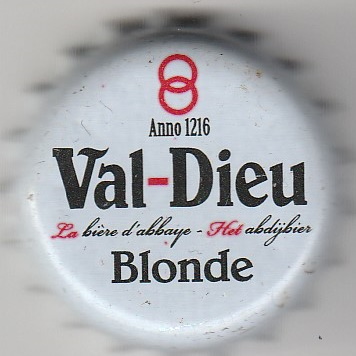 Anno 1216
Val-Dieu
La bière d'abbaye - Het abdijbier
Blonde